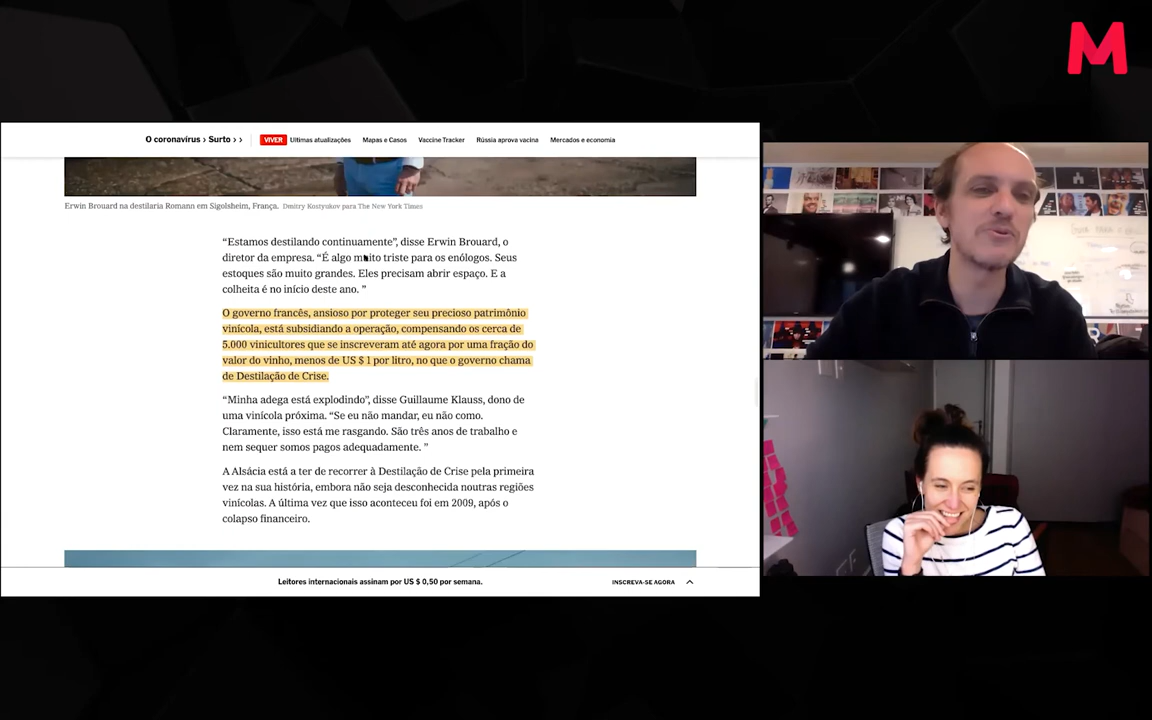 M
O coronavírus › Surto › ›
VIVER Ultimas atualizações Mapas e Casos Vaccine Tracker Rússia aprova vacina Mercados e economia
Erwin Brouard na destilaria Romann em Sigolsheim, França. Dmitry Kostyukov para The New York Times
“Estamos destilando continuamente”, disse Erwin Brouard, o
diretor da empresa. “É algo muito triste para os enólogos. Seus
estoques são muito grandes. Eles precisam abrir espaço. E a
colheita é no início deste ano. ”
O governo francês, ansioso por proteger seu precioso patrimônio
vinícola, está subsidiando a operação, compensando os cerca de
5.000 vinicultores que se inscreveram até agora por uma fração do
valor do vinho, menos de US $ 1 por litro, no que o governo chama
de Destilação de Crise.
“Minha adega está explodindo”, disse Guillaume Klauss, dono de
uma vinícola próxima. “Se eu não mandar, eu não como.
Claramente, isso está me rasgando. São três anos de trabalho e
nem sequer somos pagos adequadamente. ”
A Alsácia está a ter de recorrer à Destilação de Crise pela primeira
vez na sua história, embora não seja desconhecida noutras regiões
vinícolas. A última vez que isso aconteceu foi em 2009, após o
colapso financeiro.
Leitores internacionais assinam por US $ 0,50 por semana.
INSCREVA-SE AGORA